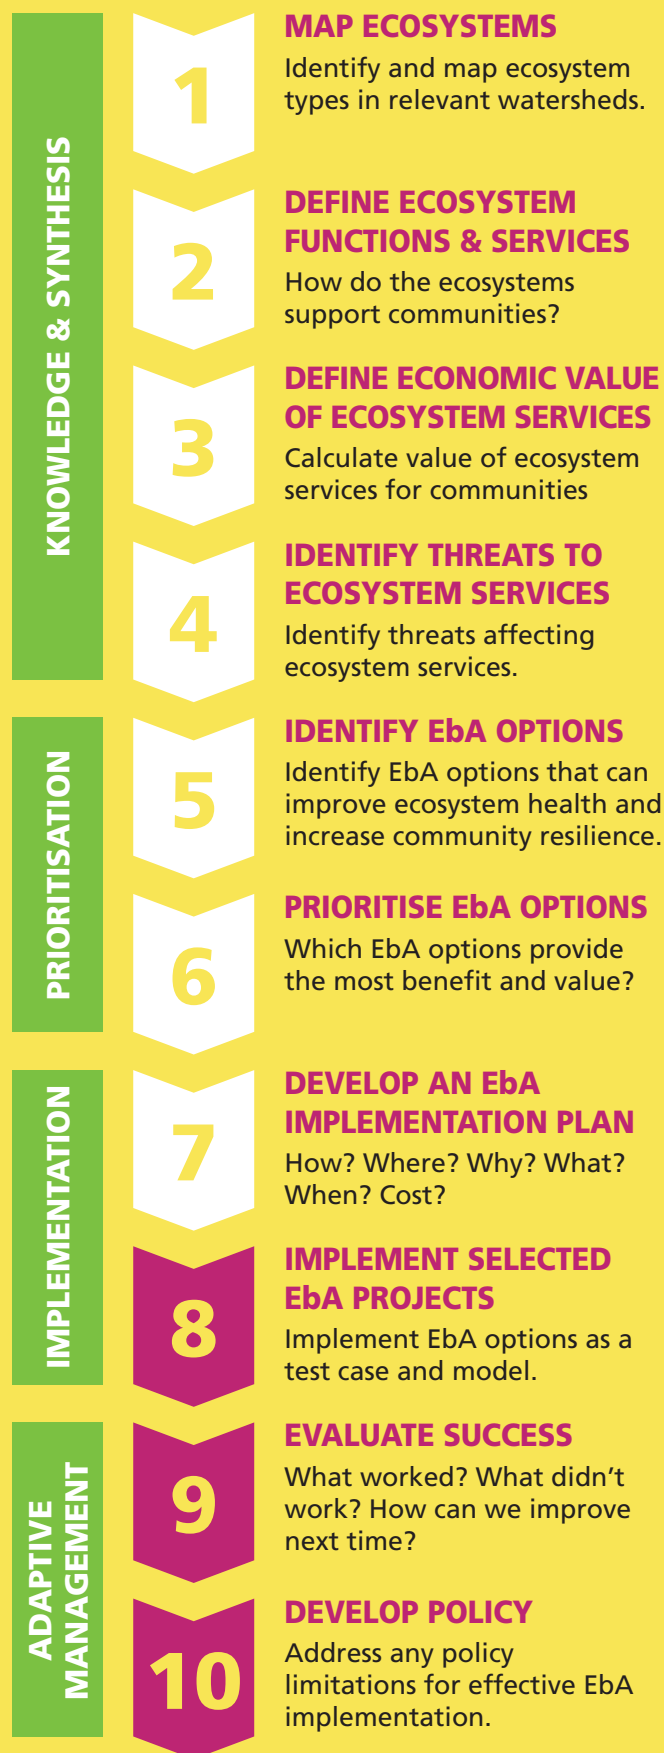 KNOWLEDGE & SYNTHESIS
1
MAP ECOSYSTEMS
Identify and map ecosystem
types in relevant watersheds.
2
DEFINE ECOSYSTEM
FUNCTIONS & SERVICES
How do the ecosystems
support communities?
3
DEFINE ECONOMIC VALUE
OF ECOSYSTEM SERVICES
Calculate value of ecosystem
services for communities
4
IDENTIFY THREATS TO
ECOSYSTEM SERVICES
Identify threats affecting
ecosystem services.
PRIORITISATION
5
IDENTIFY EbA OPTIONS
Identify EbA options that can
improve ecosystem health and
increase community resilience.
6
PRIORITISE EbA OPTIONS
Which EbA options provide
the most benefit and value?
IMPLEMENTATION
7
DEVELOP AN EbA
IMPLEMENTATION PLAN
How? Where? Why? What?
When? Cost?
8
IMPLEMENT SELECTED
EbA PROJECTS
Implement EbA options as a
test case and model.
ADAPTIVE
MANAGEMENT
9
EVALUATE SUCCESS
What worked? What didn’t
work? How can we improve
next time?
10
DEVELOP POLICY
Address any policy
limitations for effective EbA
implementation.